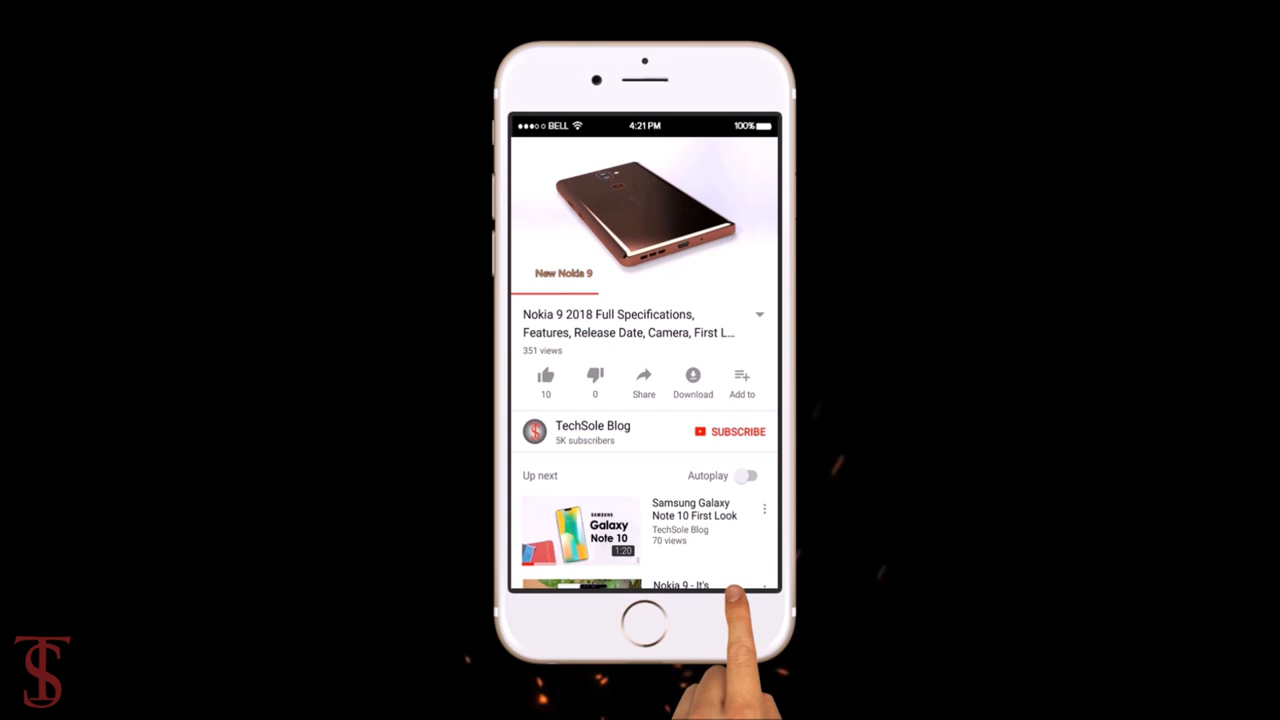 BELL
4:21 PM
100%
New Nokia 9
Nokia 9 2018 Full Specifications,
Features, Release Date, Camera, First L...
351 views
10
0
Share
Download
Add to
TechSole Blog
5K subscribers
SUBSCRIBE
Up next
Autoplay
SAMSUNG
Galaxy
Note 10
1:20
Samsung Galaxy
Note 10 First Look
TechSole Blog
70 views
Nokia 9 - It's
TS